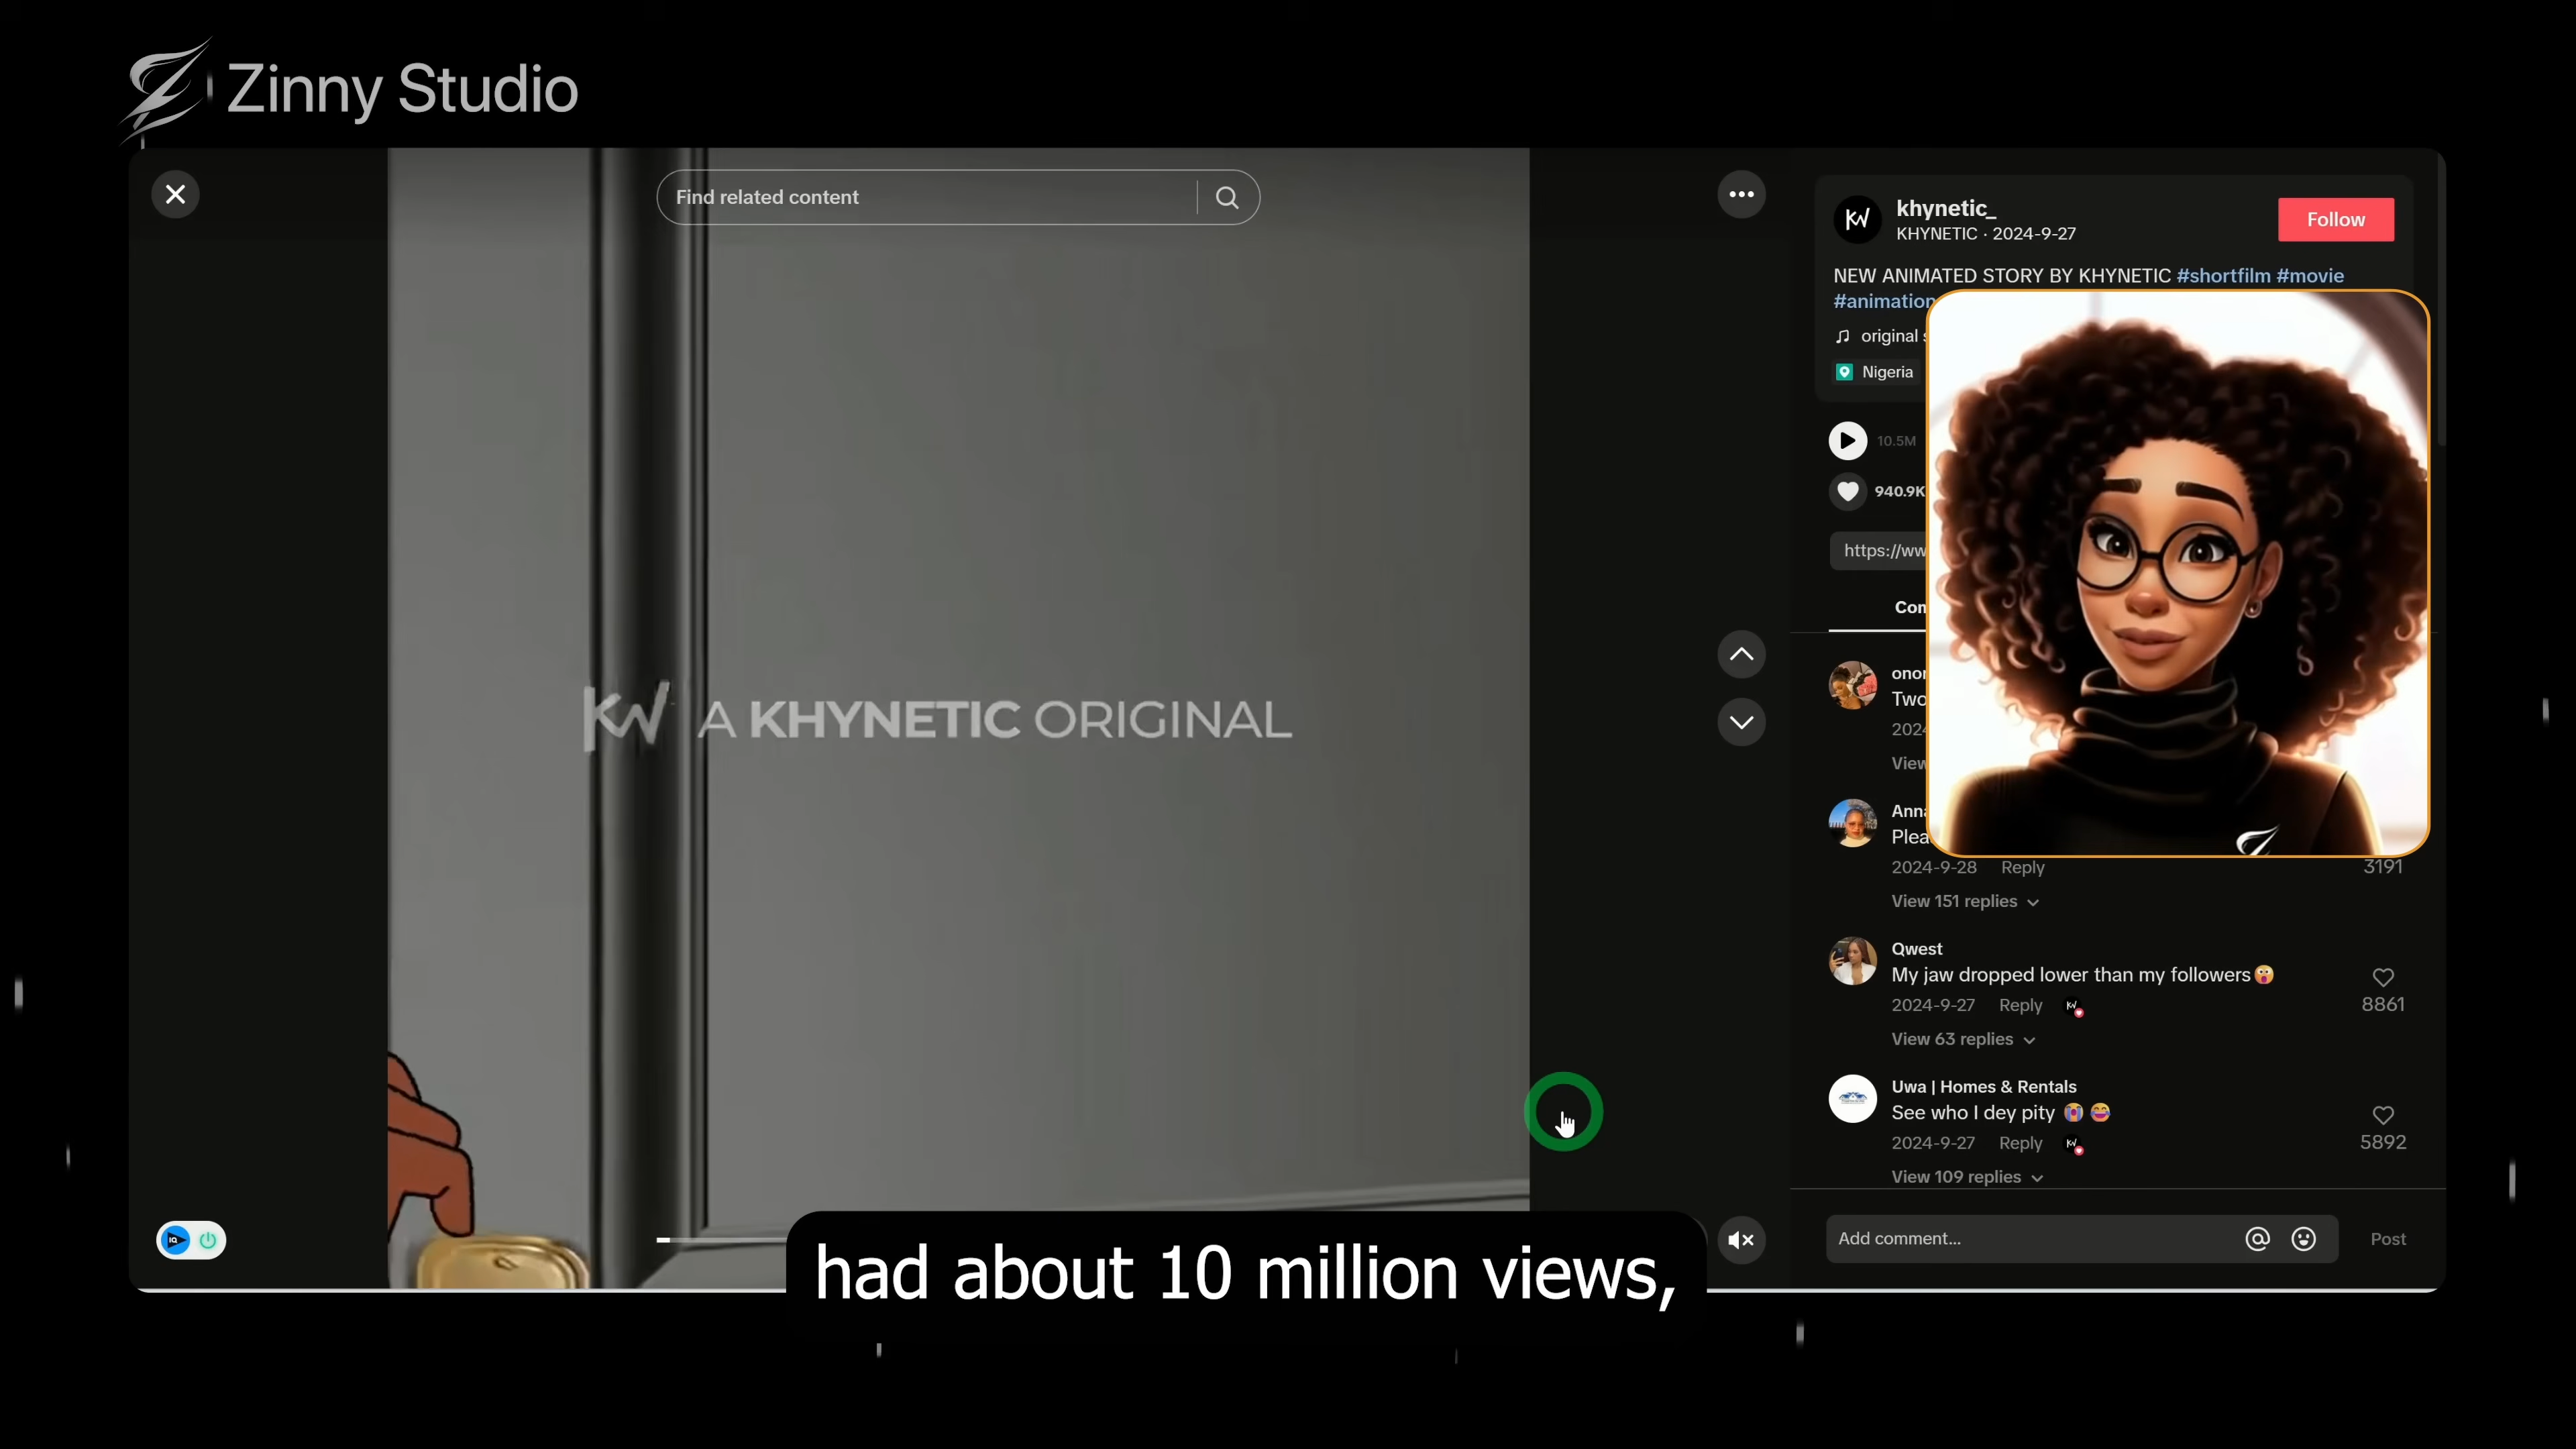 Zinny Studio
Find related content
A KHYNETIC ORIGINAL
khynetic_
KHYNETIC · 2024-9-27
Follow
NEW ANIMATED STORY BY KHYNETIC #shortfilm #movie
#animation
original
Nigeria
10.5M
940.9K
https://ww
2024-9-28 Reply
3191
View 151 replies
Qwest
My jaw dropped lower than my followers😱
2024-9-27 Reply
8861
View 63 replies
Uwa | Homes & Rentals
See who I dey pity 😭 😂
2024-9-27 Reply
5892
View 109 replies
Add comment...
Post
had about 10 million views,